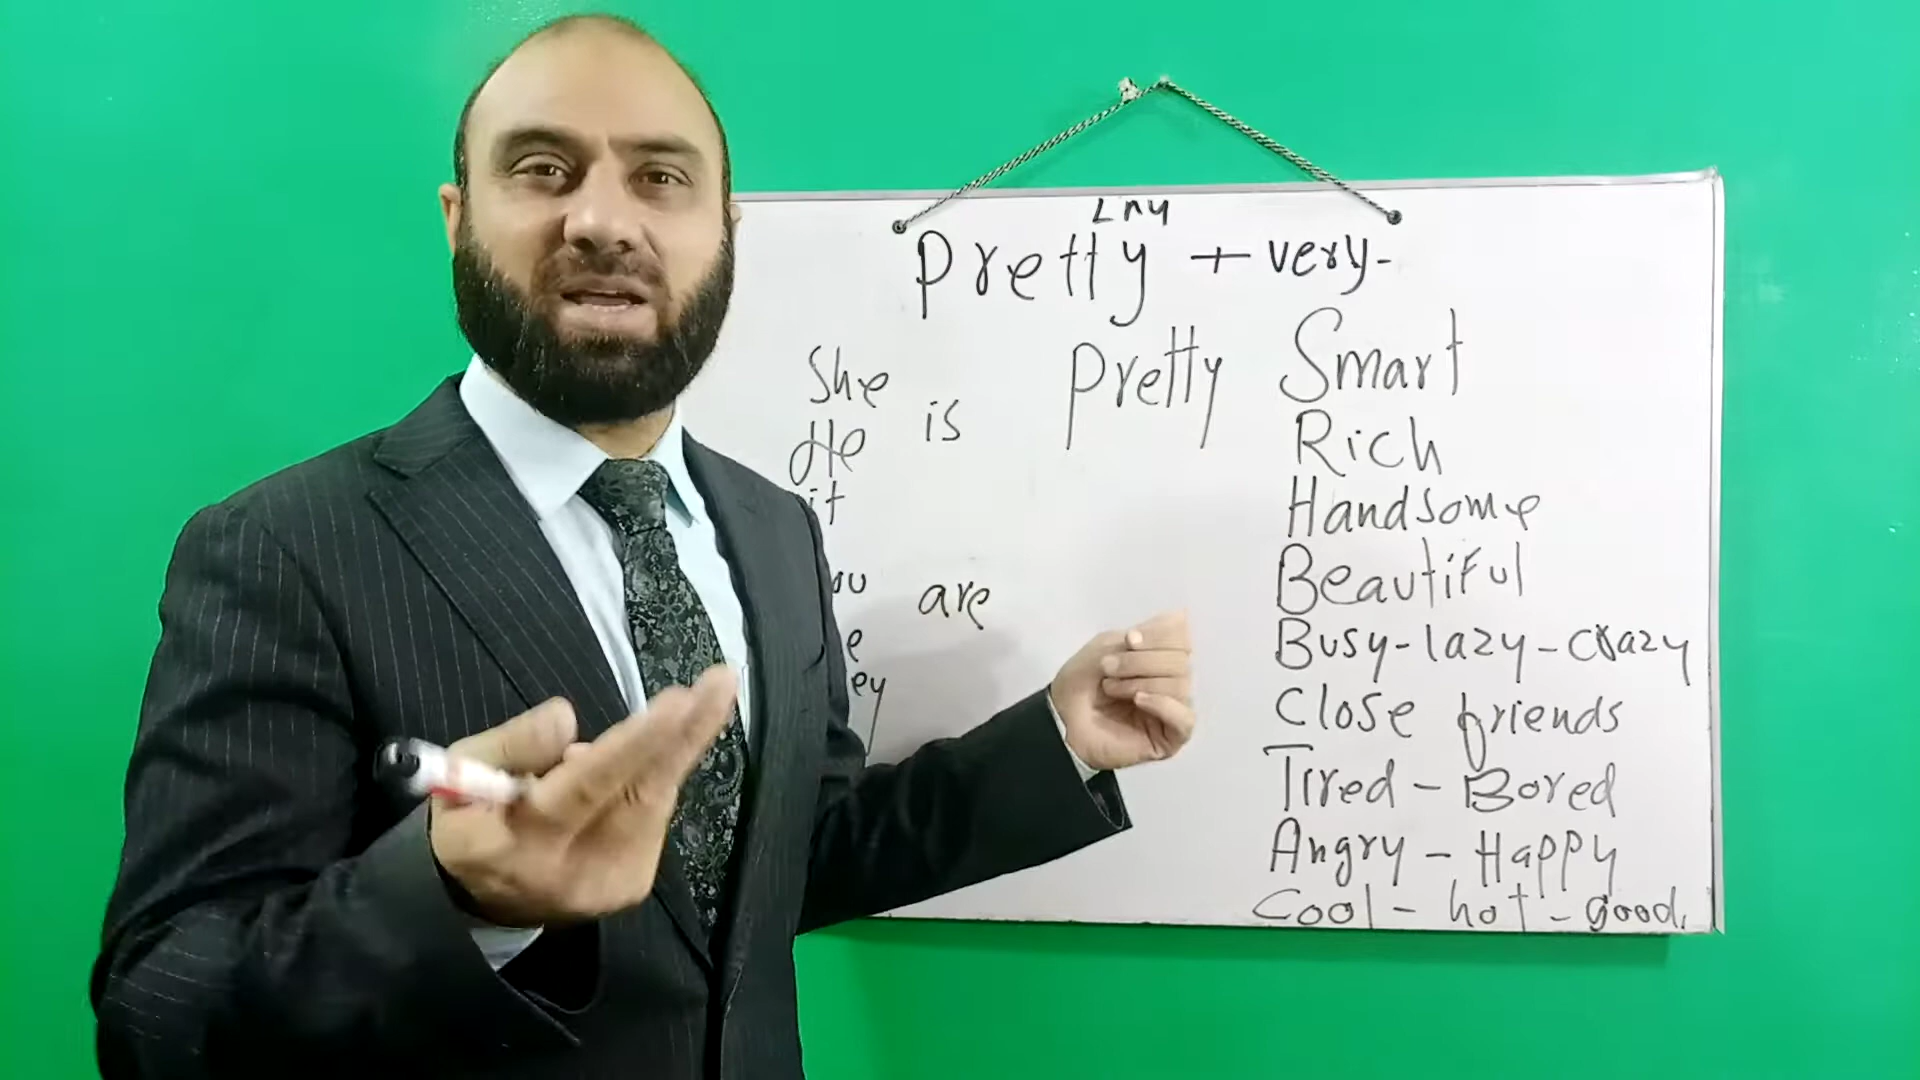 Pretty + very-
She is Pretty Smart
He
it
Rich
Handsome
Beautiful
are
Busy-lazy-crazy
Close friends
Tired - Bored
Angry - Happy
Cool - hot - good.